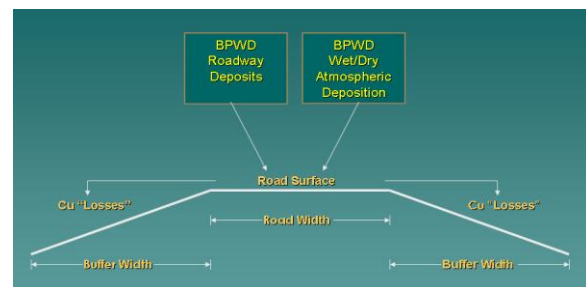 BPWD
Roadway
Deposits
BPWD
Wet/Dry
Atmospheric
Deposition
Road Surface
Cu "Losses"
Cu "Losses"
Road Width
Buffer Width
Buffer Width